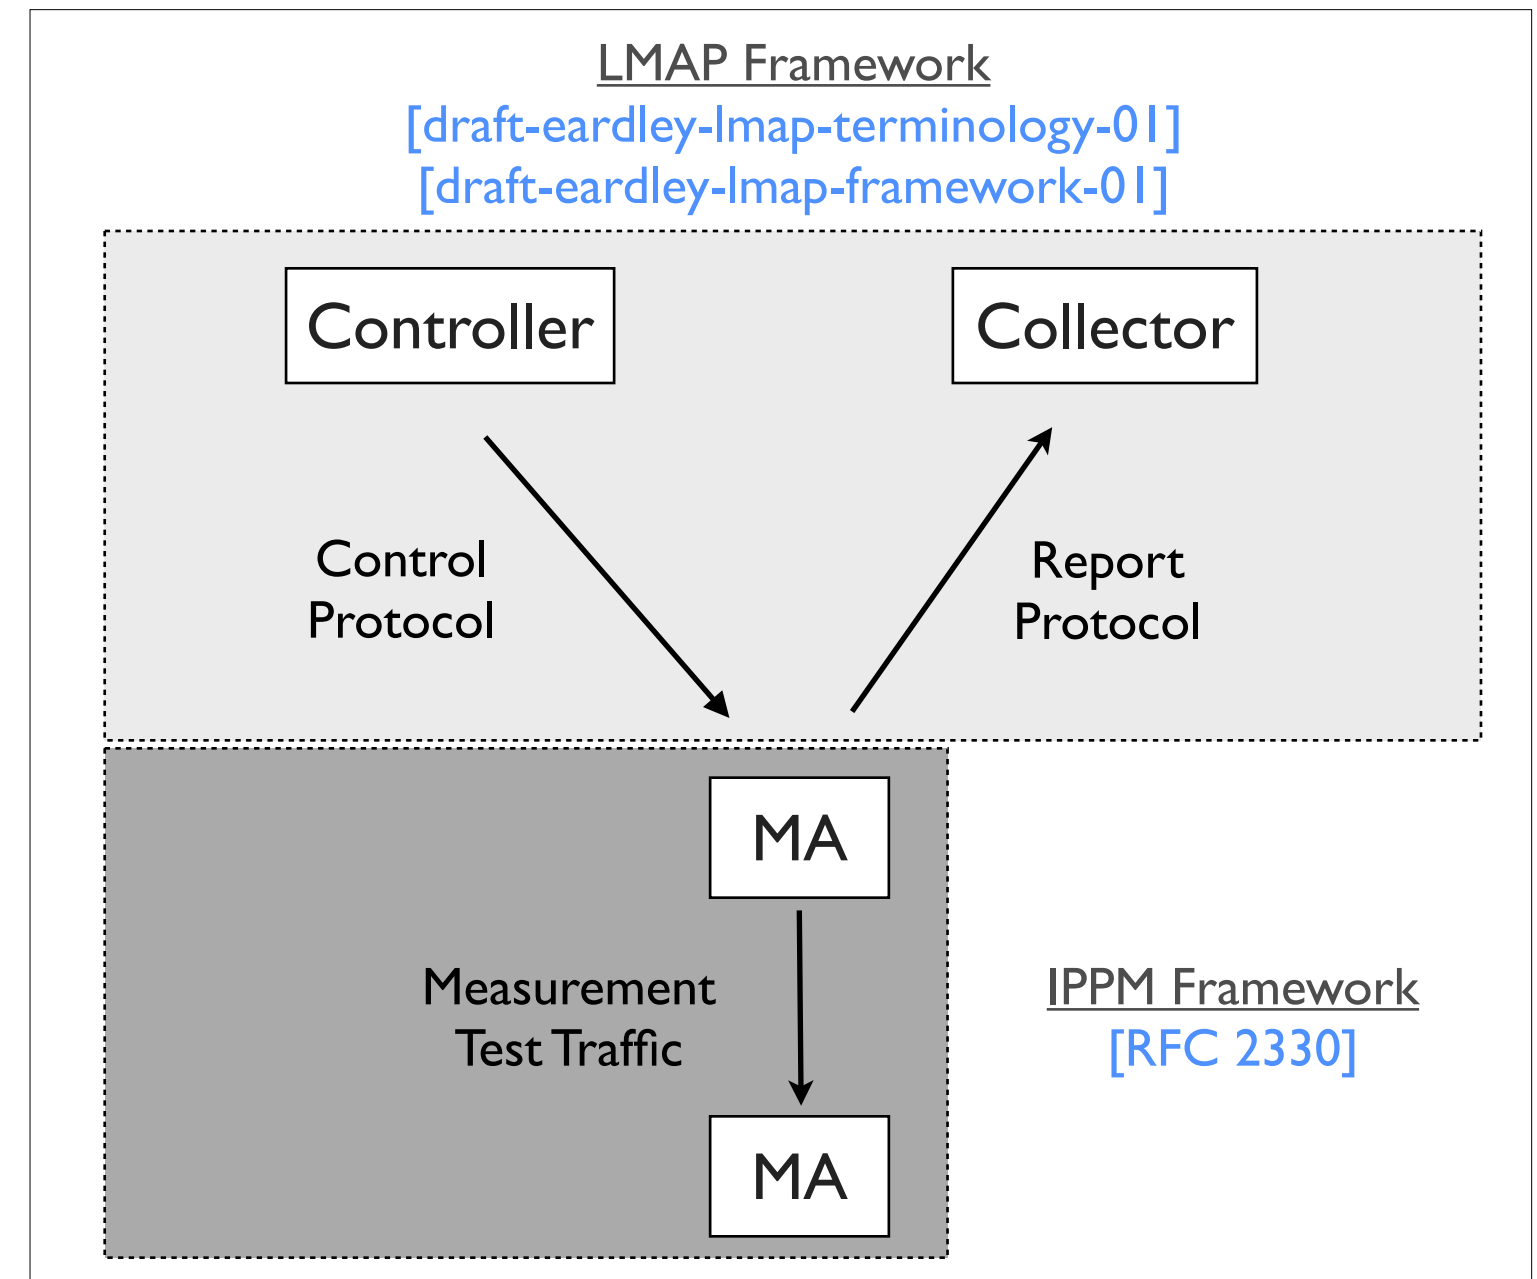 LMAP Framework
[draft-eardley-lmap-terminology-01]
[draft-eardley-lmap-framework-01]
Controller
Collector
Control
Protocol
Report
Protocol
MA
Measurement
Test Traffic
IPPM Framework
[RFC 2330]
MA